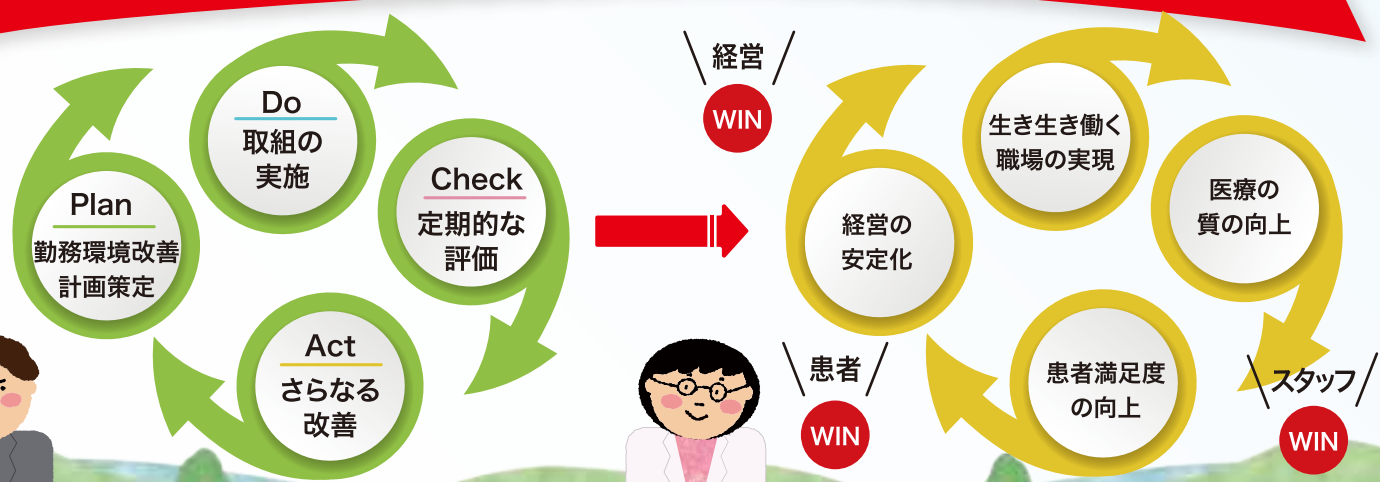 Plan
勤務環境改善
計画策定
Do
取組の
実施
Check
定期的な
評価
Act
さらなる
改善
経営
WIN
経営の
安定化
生き生き働く
職場の実現
医療の
質の向上
患者満足度
の向上
患者
WIN
スタッフ
WIN